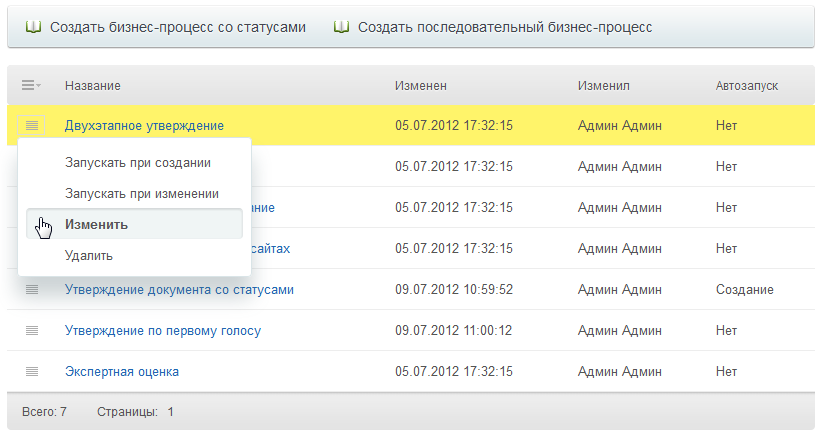 Создать бизнес-процесс со статусами Создать последовательный бизнес-процесс
Название Изменен Изменил Автозапуск
Двухэтапное утверждение 05.07.2012 17:32:15 Админ Админ Нет
Запускать при создании 05.07.2012 17:32:15 Админ Админ Нет
Запускать при изменении
05.07.2012 17:32:15 Админ Админ Нет
Изменить
сайтах 05.07.2012 17:32:15 Админ Админ Нет
Удалить
Утверждение документа со статусами 09.07.2012 10:59:52 Админ Админ Создание
Утверждение по первому голосу 09.07.2012 11:00:12 Админ Админ Нет
Экспертная оценка 05.07.2012 17:32:15 Админ Админ Нет
Всего: 7 Страницы: 1